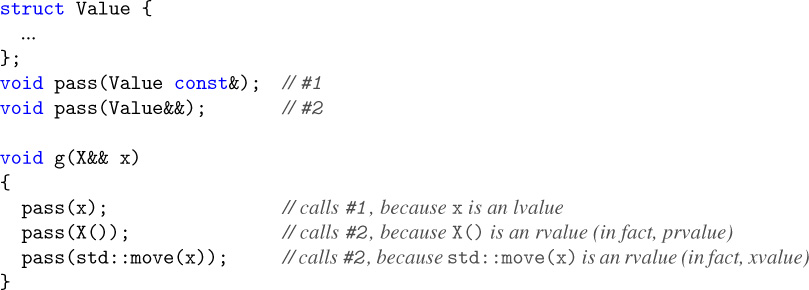 struct Value {
  ...
};
void pass(Value const&);  // #1
void pass(Value&&);       // #2

void g(X&& x)
{
  pass(x);                // calls #1, because x is an lvalue
  pass(X());              // calls #2, because X() is an rvalue (in fact, prvalue)
  pass(std::move(x));     // calls #2, because std::move(x) is an rvalue (in fact, xvalue)
}